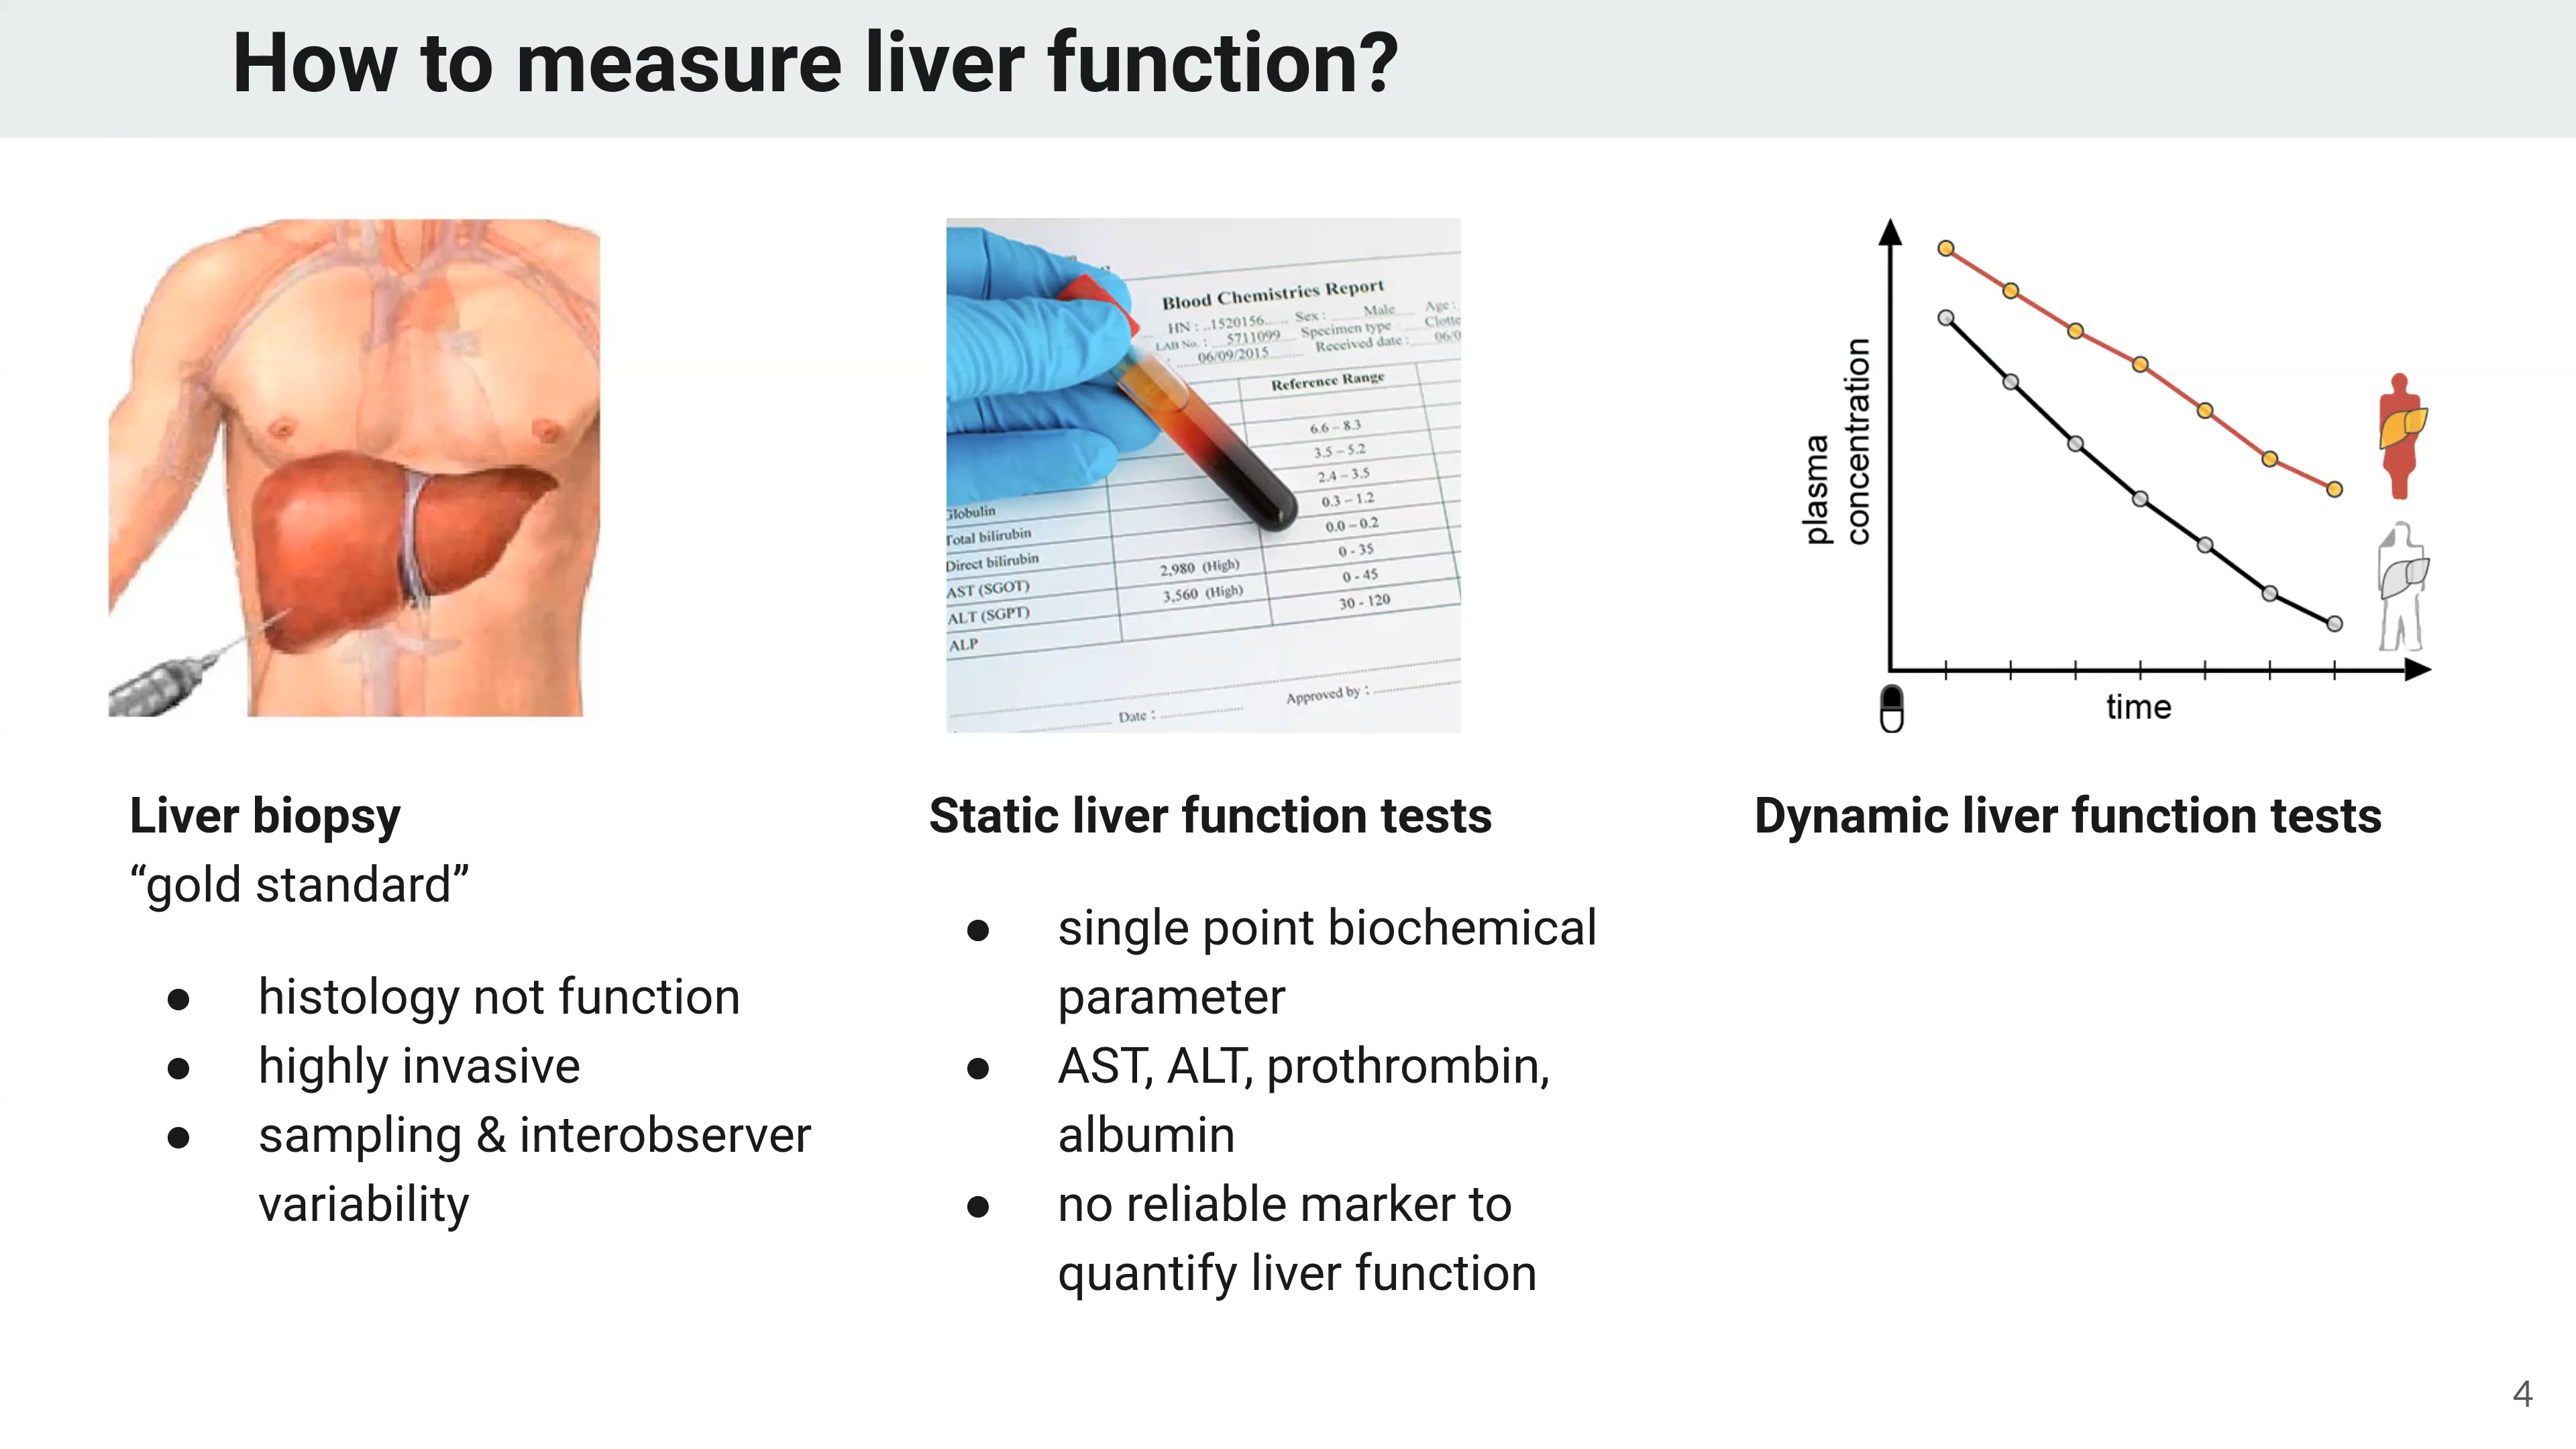 How to measure liver function?
Blood Chemistries Report
HN : ..1520156...... Sex : ........ Male Age :
LAB No. : ....5711099 Specimen type Clotte
: 06/09/2015 Received date : 06/0
Reference Range
6.6 – 8.3
3.5 – 5.2
2.4 – 3.5
Globulin 0.3 – 1.2
Total bilirubin 0.0 – 0.2
Direct bilirubin 2,980 (High) 0 - 35
AST (SGOT) 3,560 (High) 0 - 45
ALT (SGPT) 30 - 120
ALP
Date : Approved by :
plasma
concentration
time
Liver biopsy
“gold standard”
● histology not function
● highly invasive
● sampling & interobserver
variability
Static liver function tests
● single point biochemical
parameter
● AST, ALT, prothrombin,
albumin
● no reliable marker to
quantify liver function
Dynamic liver function tests
4